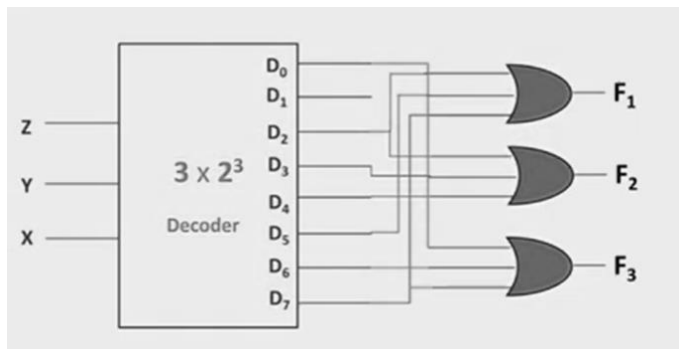 Z
Y
X
3 x 2³
Decoder
D₀
D₁
D₂
D₃
D₄
D₅
D₆
D₇
F₁
F₂
F₃